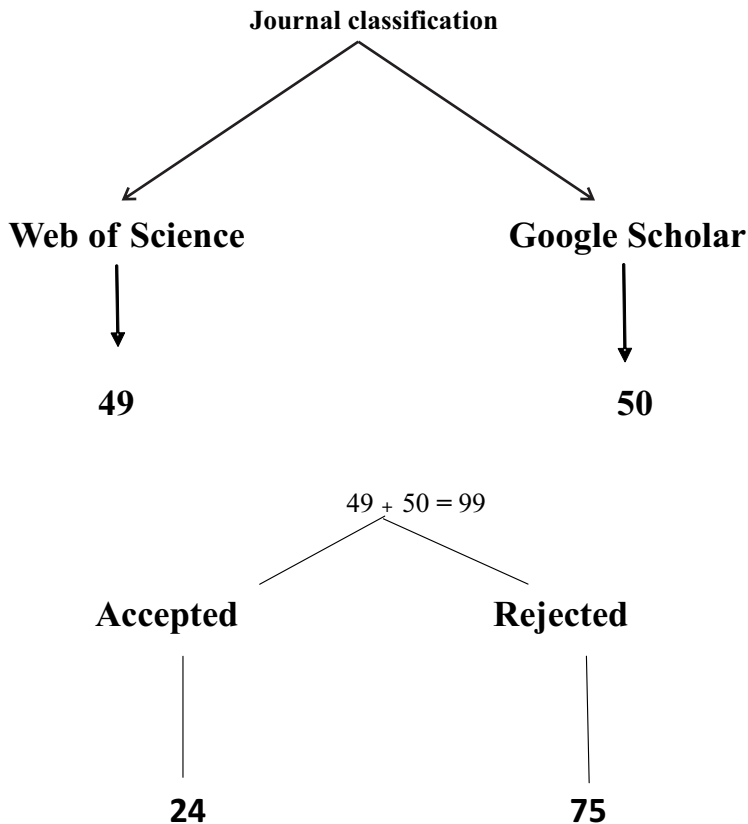 Journal classification
Web of Science
Google Scholar
49
50
49 + 50 = 99
Accepted
Rejected
24
75